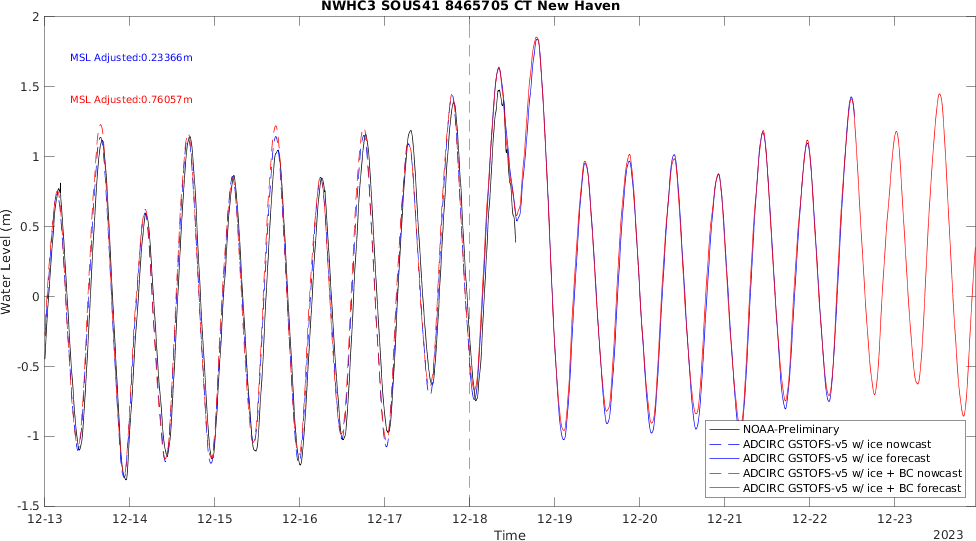 NWHC3 SOUS41 8465705 CT New Haven
MSL Adjusted:0.23366m
MSL Adjusted:0.76057m
Water Level (m)
2
1.5
1
0.5
0
-0.5
-1
-1.5
NOAA-Preliminary
ADCIRC GSTOFS-v5 w/ ice nowcast
ADCIRC GSTOFS-v5 w/ ice forecast
ADCIRC GSTOFS-v5 w/ ice + BC nowcast
ADCIRC GSTOFS-v5 w/ ice + BC forecast
12-13 12-14 12-15 12-16 12-17 12-18 12-19 12-20 12-21 12-22 12-23
Time
2023